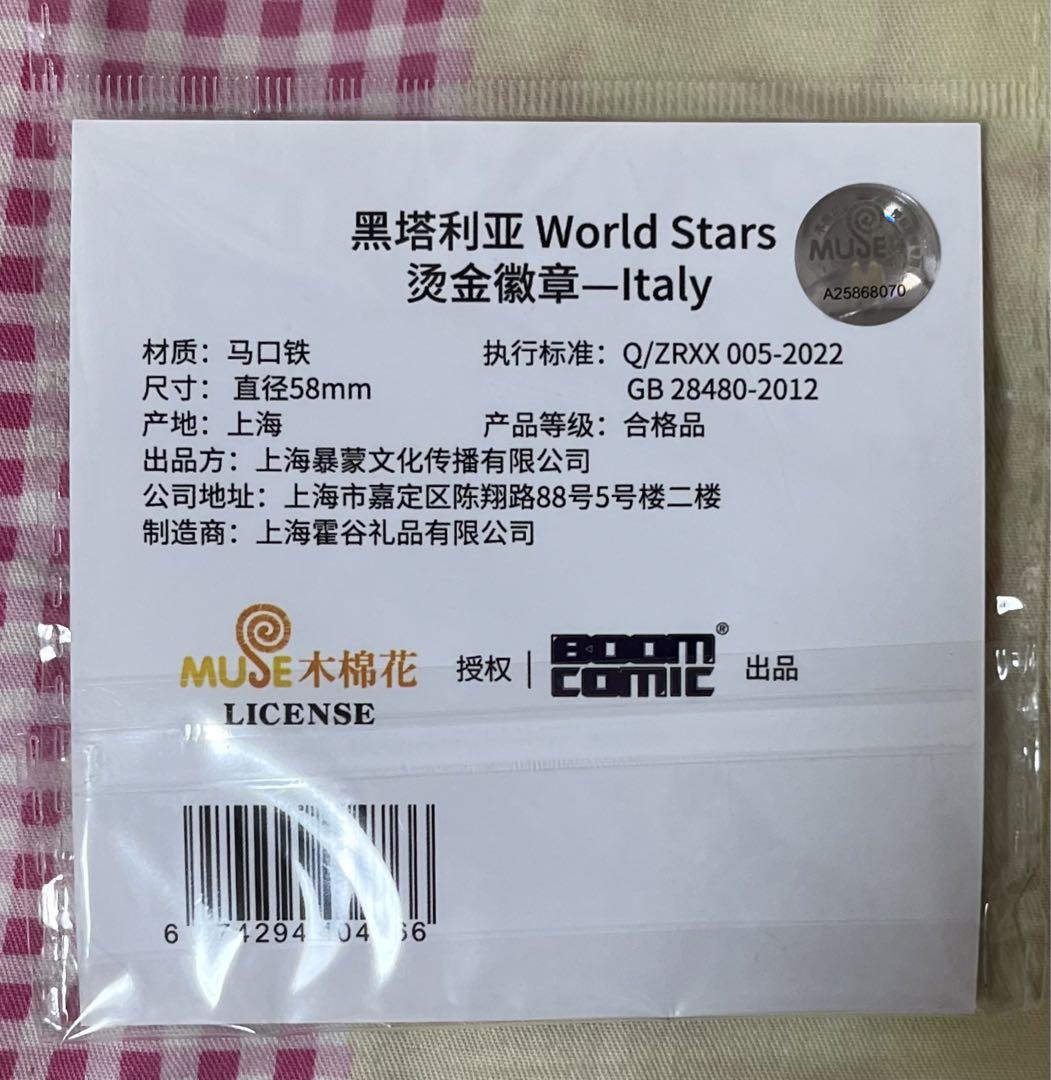 黑塔利亚 World Stars
烫金徽章—Italy
MUSE
A25868070
材质：马口铁 执行标准：Q/ZRXX 005-2022
尺寸： 直径58mm GB 28480-2012
产地：上海 产品等级：合格品
出品方：上海暴蒙文化传播有限公司
公司地址：上海市嘉定区陈翔路88号5号楼二楼
制造商：上海霍谷礼品有限公司
MUSE木棉花 授权 | BOOM COMIC® 出品
LICENSE